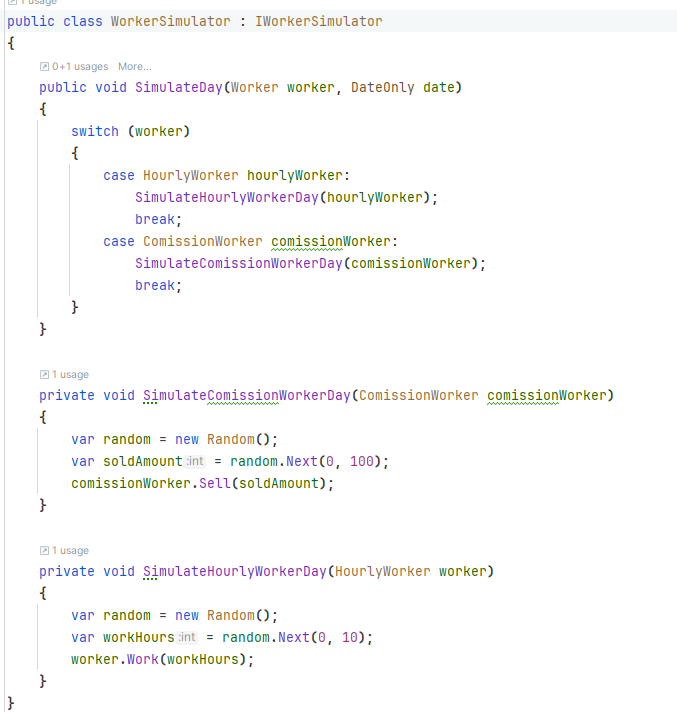 1 usage
public class WorkerSimulator : IWorkerSimulator
{
0+1 usages More...
public void SimulateDay(Worker worker, DateOnly date)
{
switch (worker)
{
case HourlyWorker hourlyWorker:
SimulateHourlyWorkerDay(hourlyWorker);
break;
case ComissionWorker comissionWorker:
SimulateComissionWorkerDay(comissionWorker);
break;
}
}
1 usage
private void SimulateComissionWorkerDay(ComissionWorker comissionWorker)
{
var random = new Random();
var soldAmount :int = random.Next(0, 100);
comissionWorker.Sell(soldAmount);
}
1 usage
private void SimulateHourlyWorkerDay(HourlyWorker worker)
{
var random = new Random();
var workHours :int = random.Next(0, 10);
worker.Work(workHours);
}
}